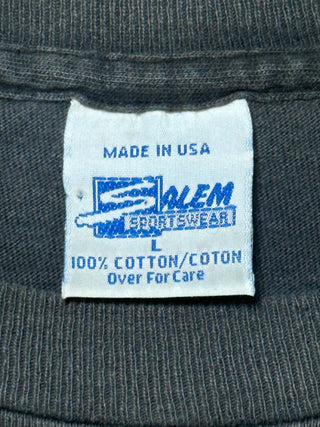 MADE IN USA
SALEM
SPORTSWEAR
L
100% COTTON/COTON
Over For Care